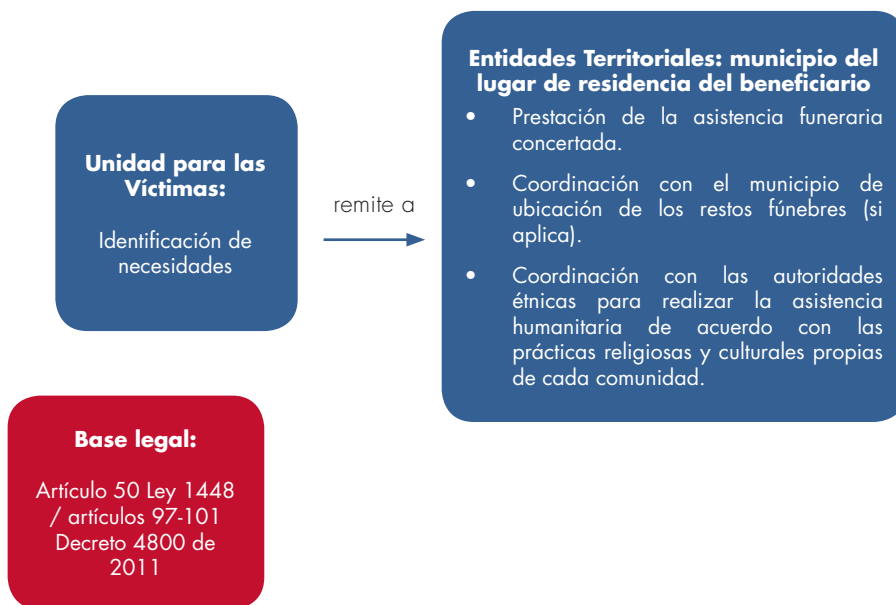 Unidad para las
Víctimas:
Identificación de
necesidades
remite a
Entidades Territoriales: municipio del
lugar de residencia del beneficiario
• Prestación de la asistencia funeraria
concertada.
• Coordinación con el municipio de
ubicación de los restos fúnebres (si
aplica).
• Coordinación con las autoridades
étnicas para realizar la asistencia
humanitaria de acuerdo con las
prácticas religiosas y culturales propias
de cada comunidad.
Base legal:
Artículo 50 Ley 1448
/ artículos 97-101
Decreto 4800 de
2011